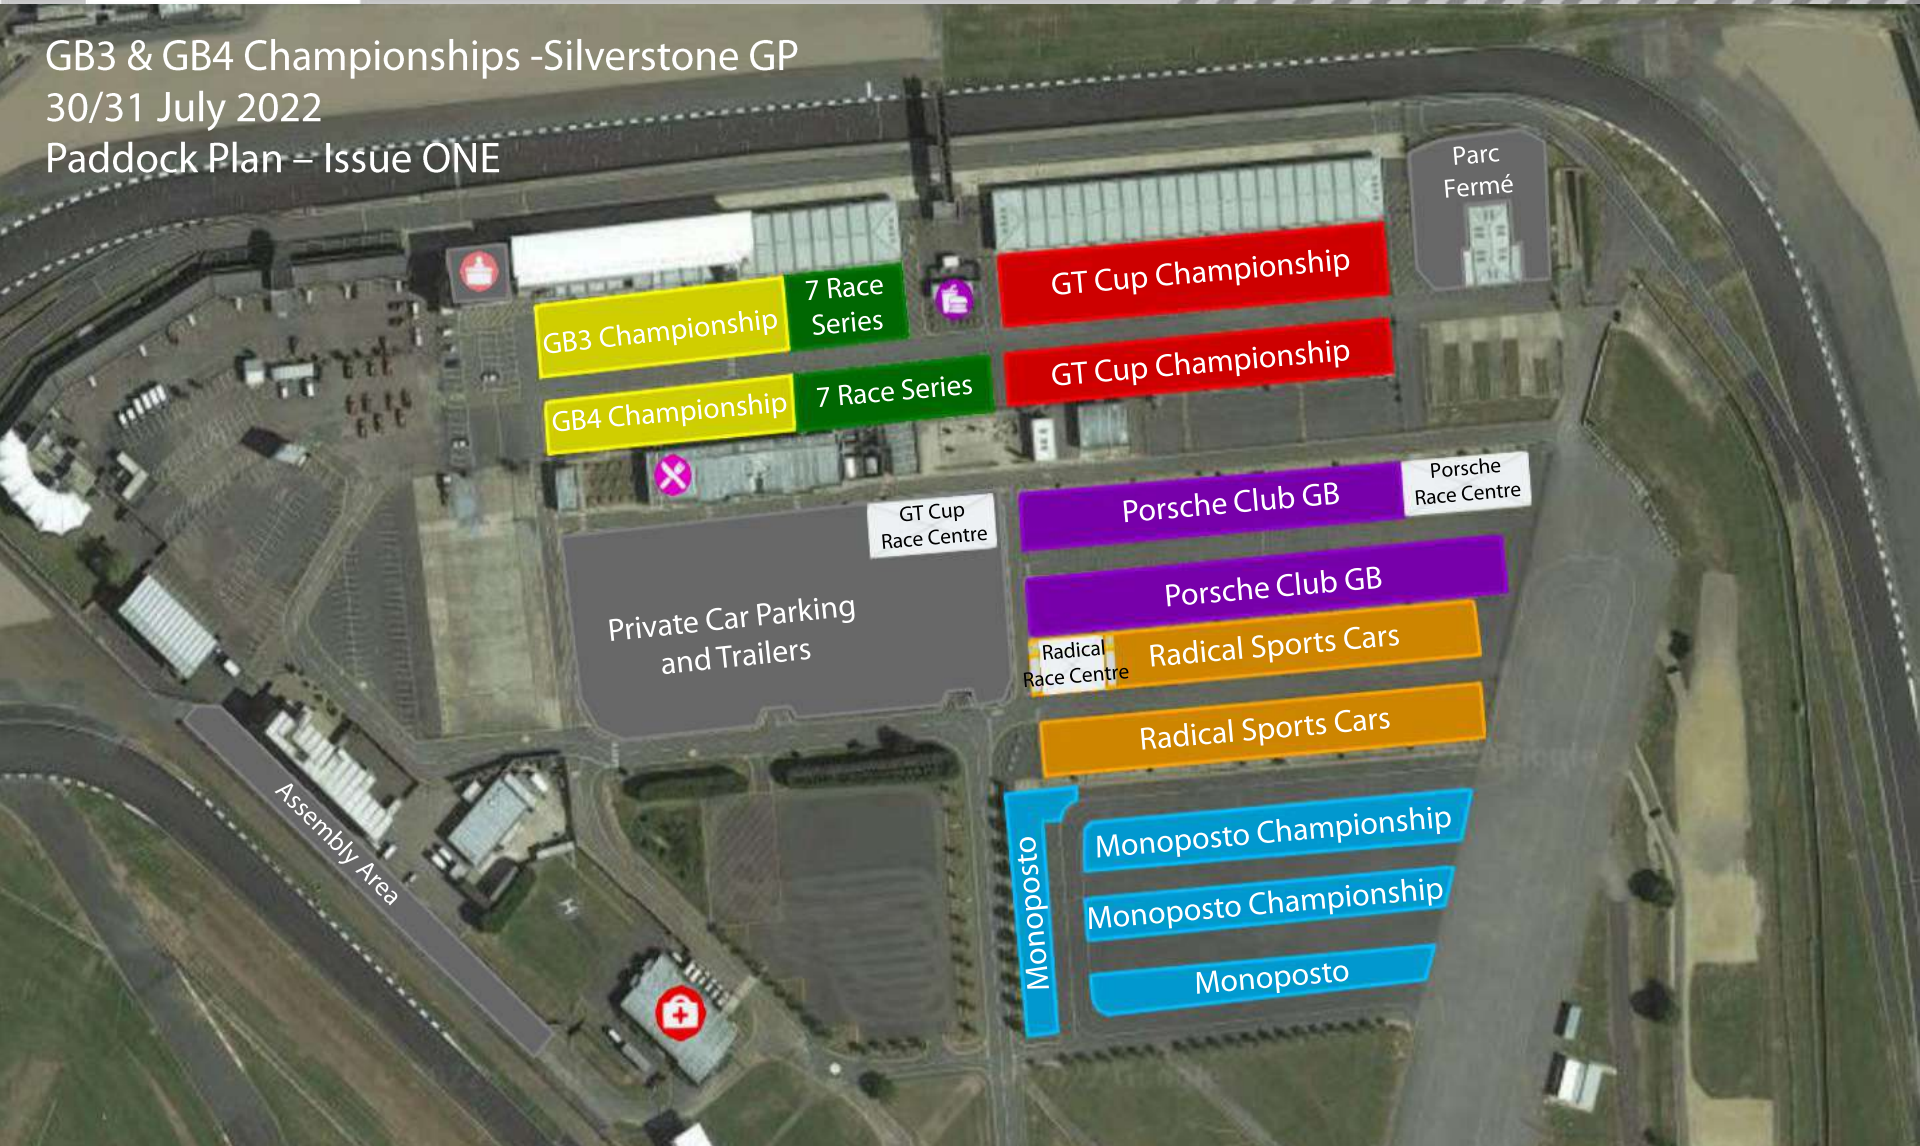 GB3 & GB4 Championships -Silverstone GP
30/31 July 2022
Paddock Plan – Issue ONE
Parc
Fermé
GT Cup Championship
7 Race
Series
GB3 Championship
GT Cup Championship
7 Race Series
GB4 Championship
Porsche
Race Centre
Porsche Club GB
GT Cup
Race Centre
Porsche Club GB
Private Car Parking
and Trailers
Radical Sports Cars
Radical
Race Centre
Radical Sports Cars
Assembly Area
Monoposto
Monoposto Championship
Monoposto Championship
Monoposto
H